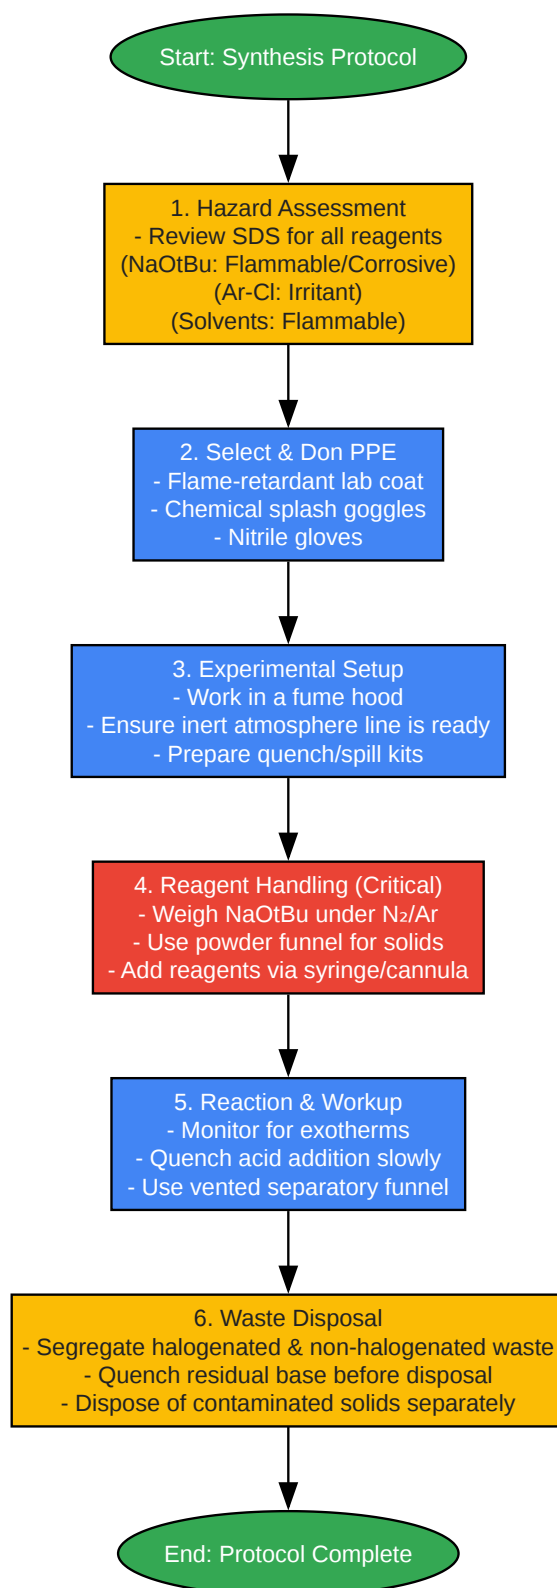 Start: Synthesis Protocol
1. Hazard Assessment
- Review SDS for all reagents
(NaOtBu: Flammable/Corrosive)
(Ar-Cl: Irritant)
(Solvents: Flammable)
2. Select & Don PPE
- Flame-retardant lab coat
- Chemical splash goggles
- Nitrile gloves
3. Experimental Setup
- Work in a fume hood
- Ensure inert atmosphere line is ready
- Prepare quench/spill kits
4. Reagent Handling (Critical)
- Weigh NaOtBu under N₂/Ar
- Use powder funnel for solids
- Add reagents via syringe/cannula
5. Reaction & Workup
- Monitor for exotherms
- Quench acid addition slowly
- Use vented separatory funnel
6. Waste Disposal
- Segregate halogenated & non-halogenated waste
- Quench residual base before disposal
- Dispose of contaminated solids separately
End: Protocol Complete